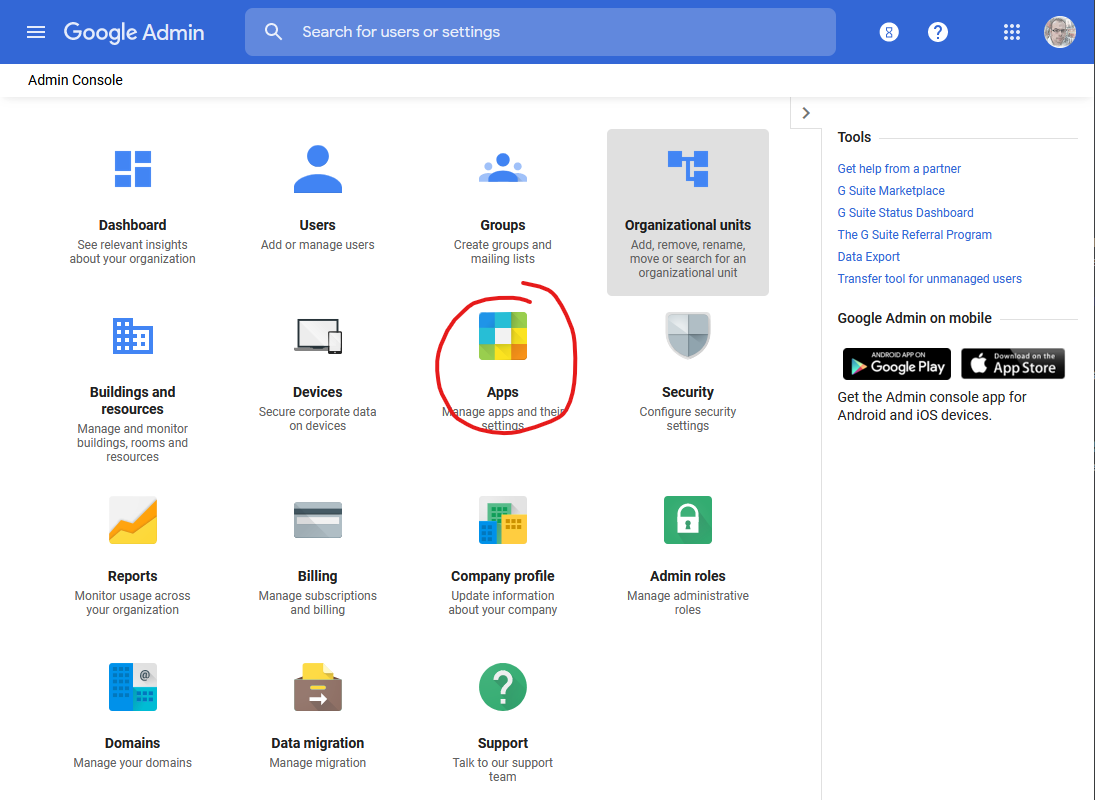 Google Admin
Search for users or settings
Admin Console
Dashboard
See relevant insights
about your organization
Users
Add or manage users
Groups
Create groups and
mailing lists
Organizational units
Add, remove, rename,
move or search for an
organizational unit
Buildings and
resources
Manage and monitor
buildings, rooms and
resources
Devices
Secure corporate data
on devices
Apps
Manage apps and their
settings
Security
Configure security
settings
Reports
Monitor usage across
your organization
Billing
Manage subscriptions
and billing
Company profile
Update information
about your company
Admin roles
Manage administrative
roles
@
Domains
Manage your domains
Data migration
Manage migration
?
Support
Talk to our support
team
Tools
Get help from a partner
G Suite Marketplace
G Suite Status Dashboard
The G Suite Referral Program
Data Export
Transfer tool for unmanaged users
Google Admin on mobile
ANDROID APP ON
Google Play
Download on the
App Store
Get the Admin console app for
Android and iOS devices.